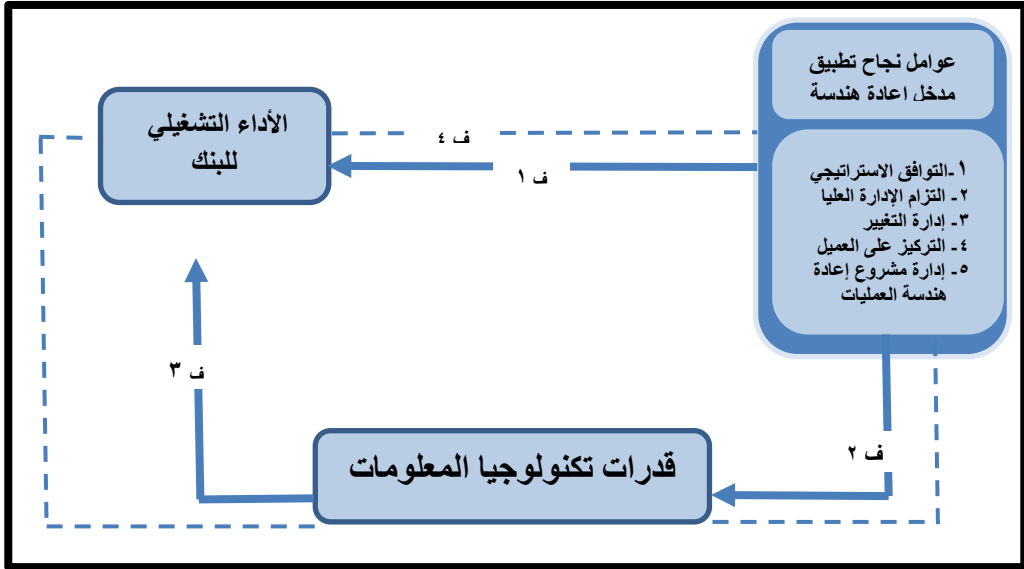 عوامل نجاح تطبيق
مدخل اعادة هندسة
١-التوافق الاستراتيجي
٢- التزام الإدارة العليا
٣- إدارة التغيير
٤- التركيز على العميل
٥- إدارة مشروع إعادة
هندسة العمليات
الأداء التشغيلي
للبنك
ف ٤
ف ١
ف ٣
ف ٢
قدرات تكنولوجيا المعلومات